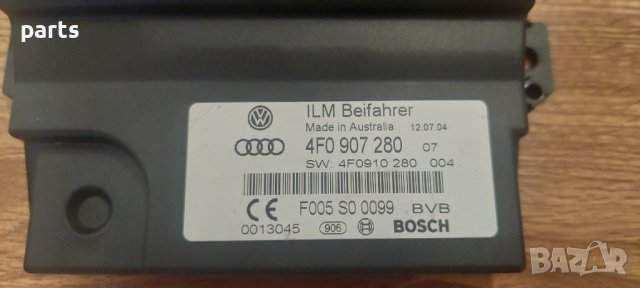 parts
ILM Beifahrer
Made in Australia 12.07.04
4F0 907 280 07
SW: 4F0910 280 004
F005 S0 0099 BVB
0013045 906 BOSCH
BAZAR